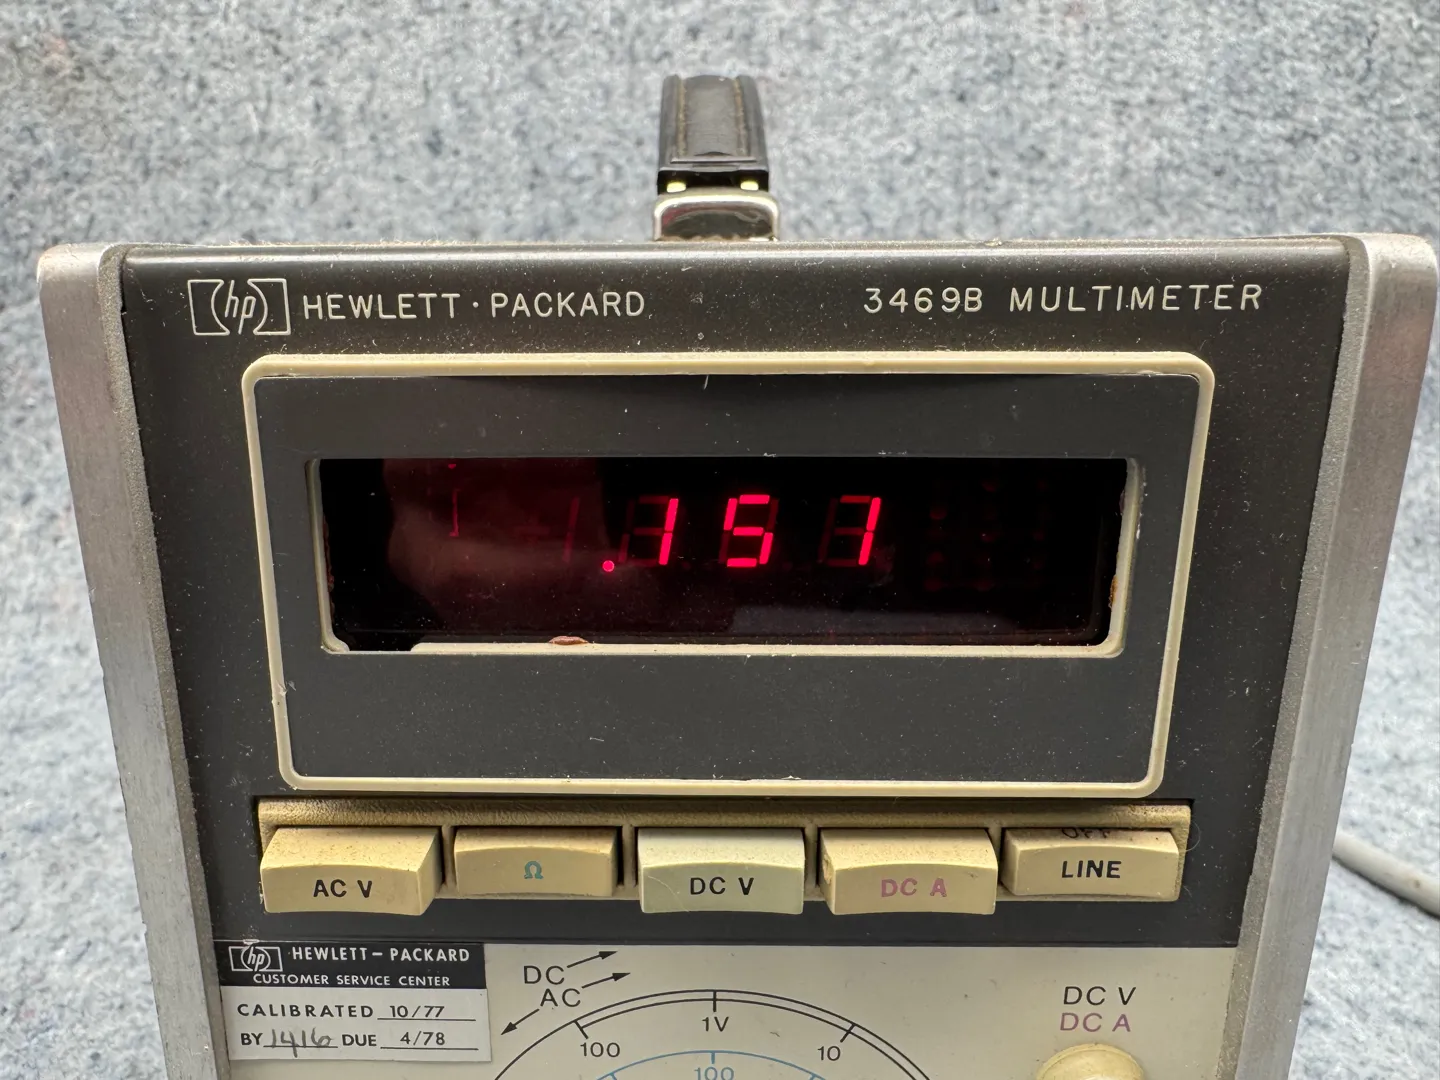 hp HEWLETT·PACKARD
3469B MULTIMETER
.151
AC V
Ω
DC V
DC A
OFF
LINE
hp HEWLETT-PACKARD
CUSTOMER SERVICE CENTER
CALIBRATED 10/77
BY 1416 DUE 4/78
DC
AC
100
1V
10
100
DC V
DC A